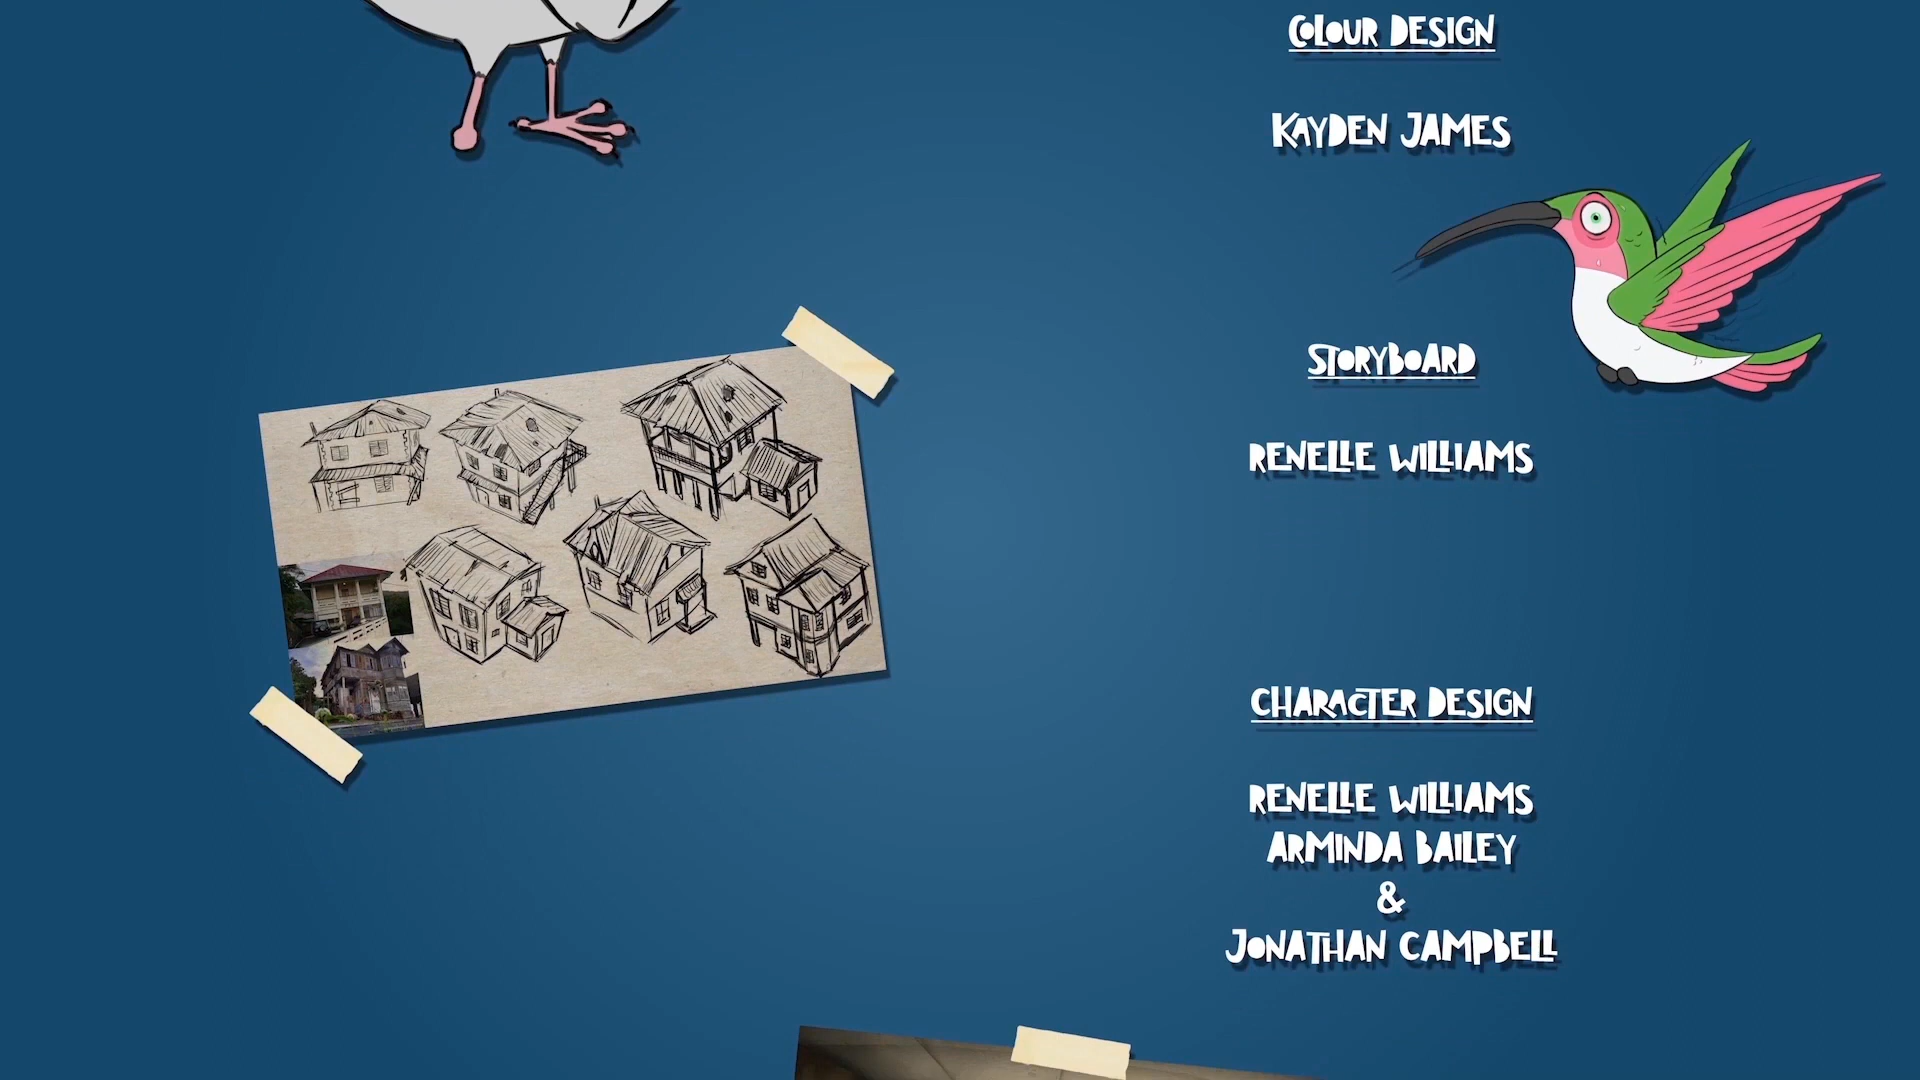 COLOUR DESIGN
KAYDEN JAMES
STORYBOARD
RENELLE WILLIAMS
CHARACTER DESIGN
RENELLE WILLIAMS
ARMINDA BAILEY
&
JONATHAN CAMPBELL